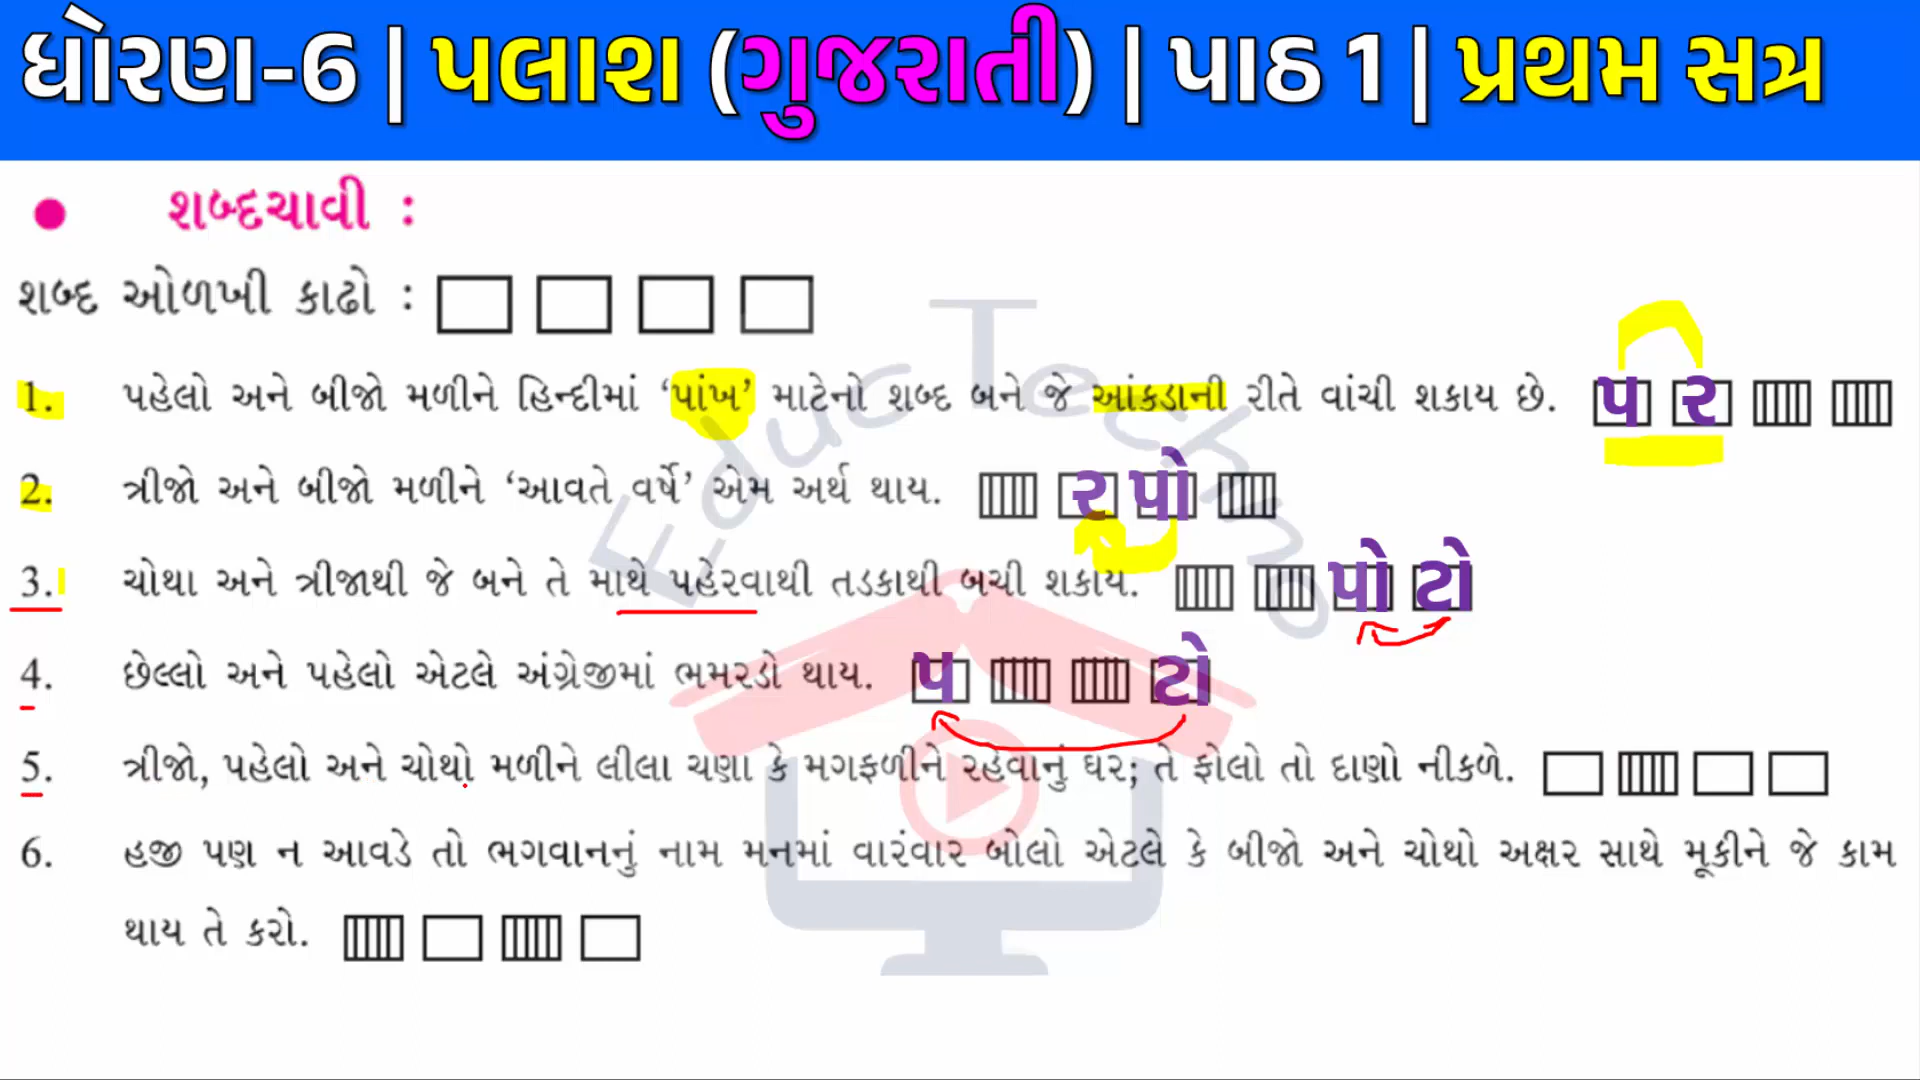 ધોરણ-6 | પલાશ (ગુજરાતી) | પાઠ 1 | પ્રથમ સત્ર
શબ્દચાવી :
શબ્દ ઓળખી કાઢો :
1. પહેલો અને બીજો મળીને હિન્દીમાં ‘પાંખ’ માટેનો શબ્દ બને જે આંકડાની રીતે વાંચી શકાય છે. પ ર
2. ત્રીજો અને બીજો મળીને ‘આવતે વર્ષે’ એમ અર્થ થાય. ર પો
3. ચોથા અને ત્રીજાથી જે બને તે માથે પહેરવાથી તડકાથી બચી શકાય. પો ટો
4. છેલ્લો અને પહેલો એટલે અંગ્રેજીમાં ભમરડો થાય. પ ટો
5. ત્રીજો, પહેલો અને ચોથો મળીને લીલા ચણા કે મગફળીને રહેવાનું ઘર; તે ફોલો તો દાણો નીકળે.
6. હજી પણ ન આવડે તો ભગવાનનું નામ મનમાં વારંવાર બોલો એટલે કે બીજો અને ચોથો અક્ષર સાથે મૂકીને જે કામ
થાય તે કરો.
Educ Techno